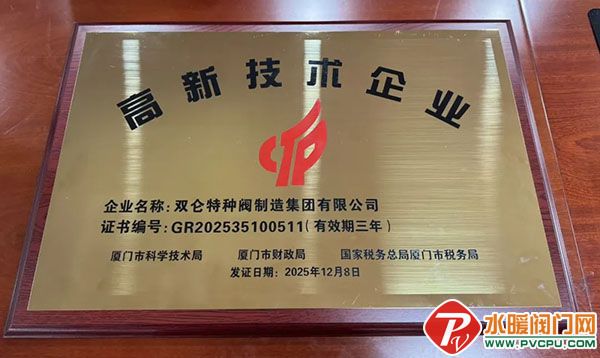 高新技术企业
企业名称：双仑特种阀制造集团有限公司
证书编号：GR202535100511（有效期三年）
厦门市科学技术局 厦门市财政局 国家税务总局厦门市税务局
发证日期：2025年12月8日
水暖阀门网
www.PVCPU.com